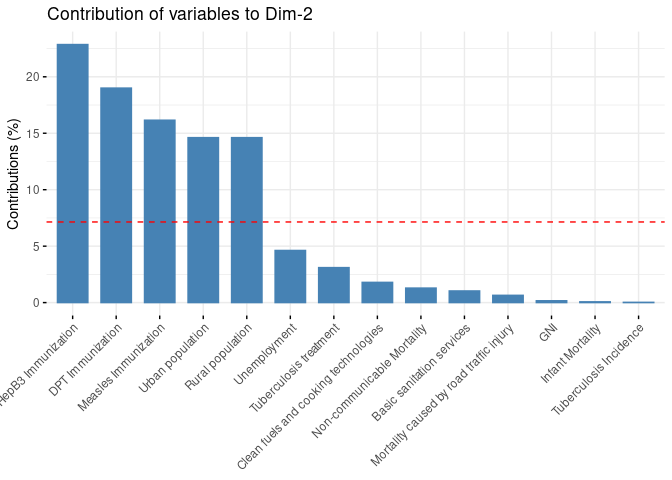 Contribution of variables to Dim-2
Contributions (%)
20
15
10
5
0
HepB3 Immunization
DPT Immunization
Measles Immunization
Urban population
Rural population
Unemployment
Tuberculosis treatment
Clean fuels and cooking technologies
Non-communicable Mortality
Basic sanitation services
Mortality caused by road traffic injury
GNI
Infant Mortality
Tuberculosis Incidence